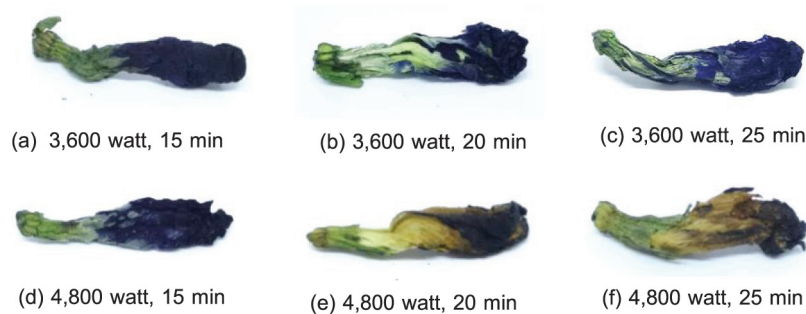 (a) 3,600 watt, 15 min
(b) 3,600 watt, 20 min
(c) 3,600 watt, 25 min
(d) 4,800 watt, 15 min
(e) 4,800 watt, 20 min
(f) 4,800 watt, 25 min